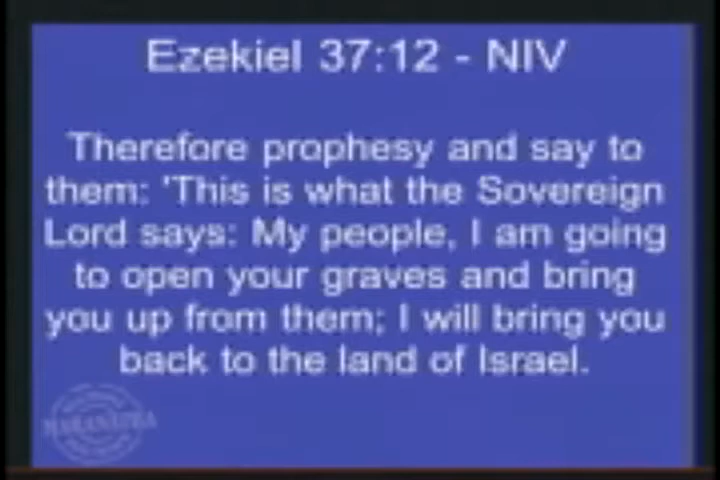 Ezekiel 37:12 - NIV
Therefore prophesy and say to
them: 'This is what the Sovereign
Lord says: My people, I am going
to open your graves and bring
you up from them; I will bring you
back to the land of Israel.
MARANATHA